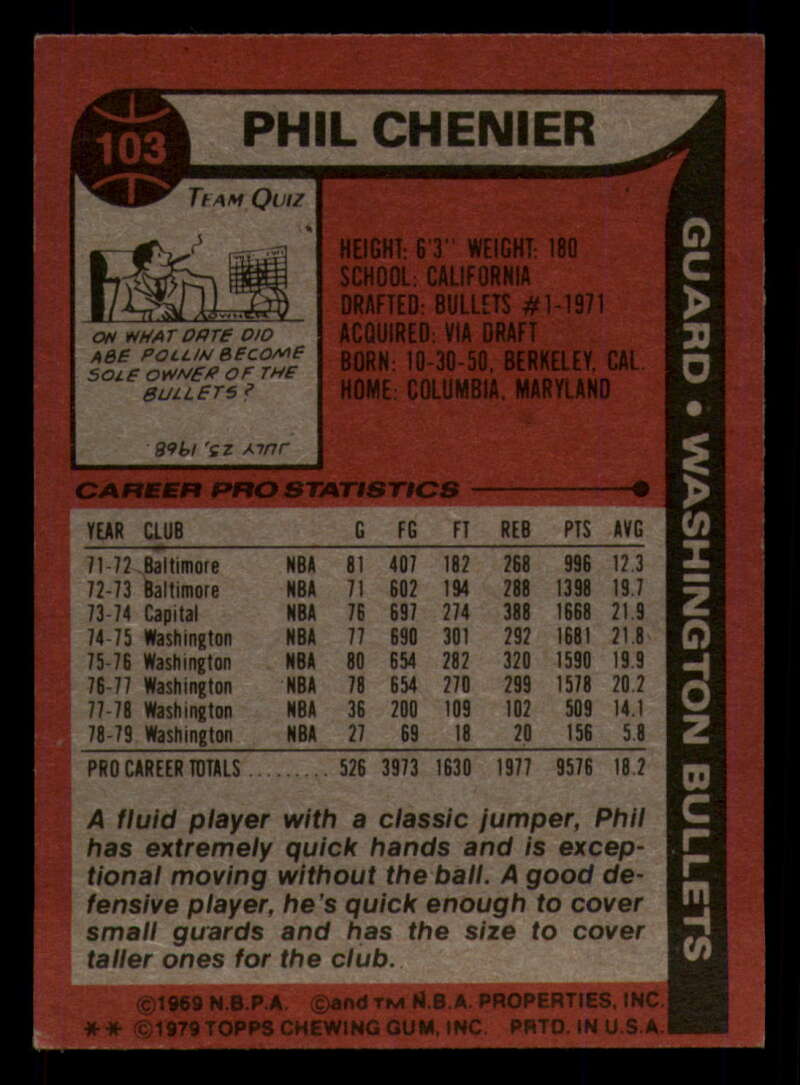 103
PHIL CHENIER
TEAM QUIZ
ON WHAT DATE DID
ABE POLLIN BECOME
SOLE OWNER OF THE
BULLETS?
JULY 25, 1968
HEIGHT: 6'3" WEIGHT: 180
SCHOOL: CALIFORNIA
DRAFTED: BULLETS #1-1971
ACQUIRED: VIA DRAFT
BORN: 10-30-50, BERKELEY, CAL.
HOME: COLUMBIA, MARYLAND
GUARD • WASHINGTON BULLETS
CAREER PRO STATISTICS
YEAR CLUB G FG FT REB PTS AVG
71-72 Baltimore NBA 81 407 182 268 996 12.3
72-73 Baltimore NBA 71 602 194 288 1398 19.7
73-74 Capital NBA 76 697 274 388 1668 21.9
74-75 Washington NBA 77 690 301 292 1681 21.8
75-76 Washington NBA 80 654 282 320 1590 19.9
76-77 Washington NBA 78 654 270 299 1578 20.2
77-78 Washington NBA 36 200 109 102 509 14.1
78-79 Washington NBA 27 69 18 20 156 5.8
PRO CAREER TOTALS ......... 526 3973 1630 1977 9576 18.2
A fluid player with a classic jumper, Phil
has extremely quick hands and is excep-
tional moving without the ball. A good de-
fensive player, he's quick enough to cover
small guards and has the size to cover
taller ones for the club.
©1969 N.B.P.A. ©and TM N.B.A. PROPERTIES, INC.
** ©1979 TOPPS CHEWING GUM, INC. PRTD. IN U.S.A.